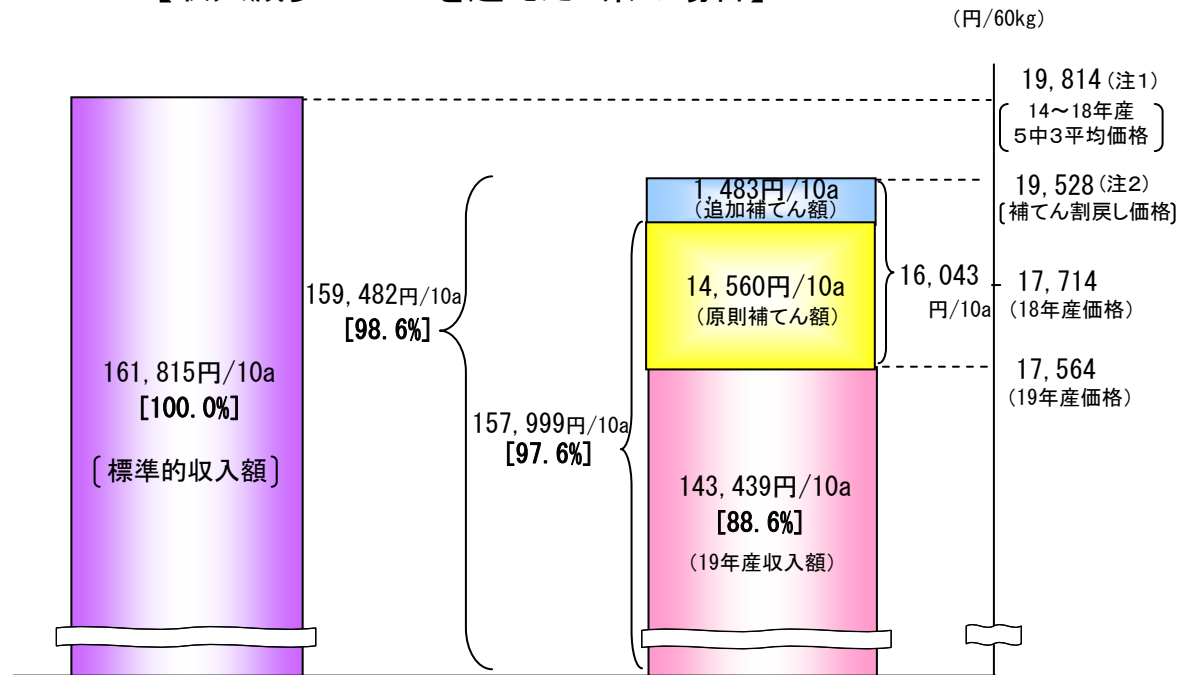 (円/60kg)
19,814(注1)
14～18年産
5中3平均価格
1,483円/10a
(追加補てん額)
19,528(注2)
[補てん割戻し価格]
16,043
円/10a
17,714
(18年産価格)
14,560円/10a
(原則補てん額)
159,482円/10a
[98.6%]
17,564
(19年産価格)
161,815円/10a
[100.0%]
[標準的収入額]
157,999円/10a
[97.6%]
143,439円/10a
[88.6%]
(19年産収入額)